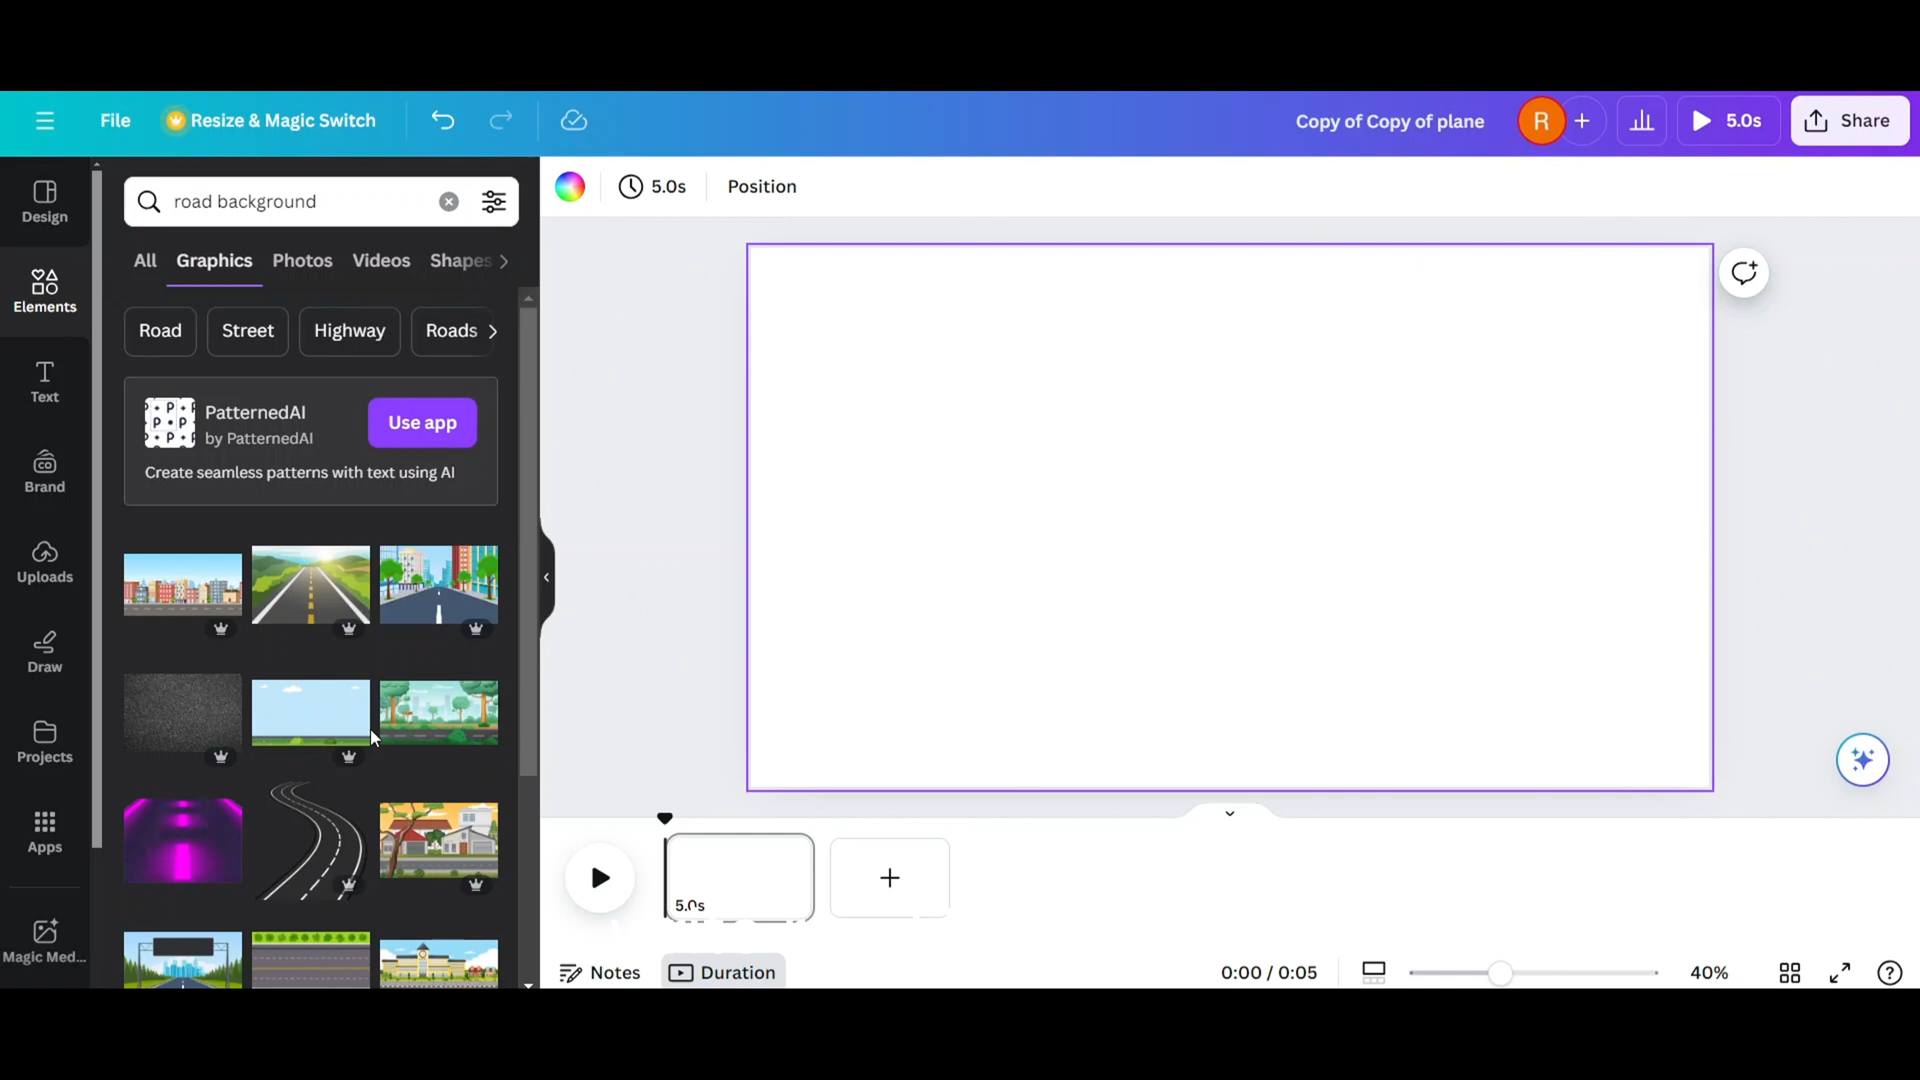 File
Resize & Magic Switch
Copy of Copy of plane
R
5.0s
Share
Design
Elements
Text
Brand
Uploads
Draw
Projects
Apps
Magic Med...
road background
All Graphics Photos Videos Shapes
Road Street Highway Roads
PatternedAI
by PatternedAI
Use app
Create seamless patterns with text using AI
5.0s
Position
5.0s
Notes
Duration
0:00 / 0:05
40%